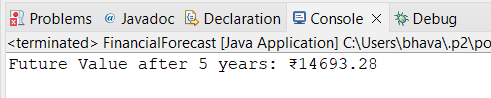 Problems @ Javadoc Declaration Console × Debug
<terminated> FinancialForecast [Java Application] C:\Users\bhava\.p2\po
Future Value after 5 years: ₹14693.28